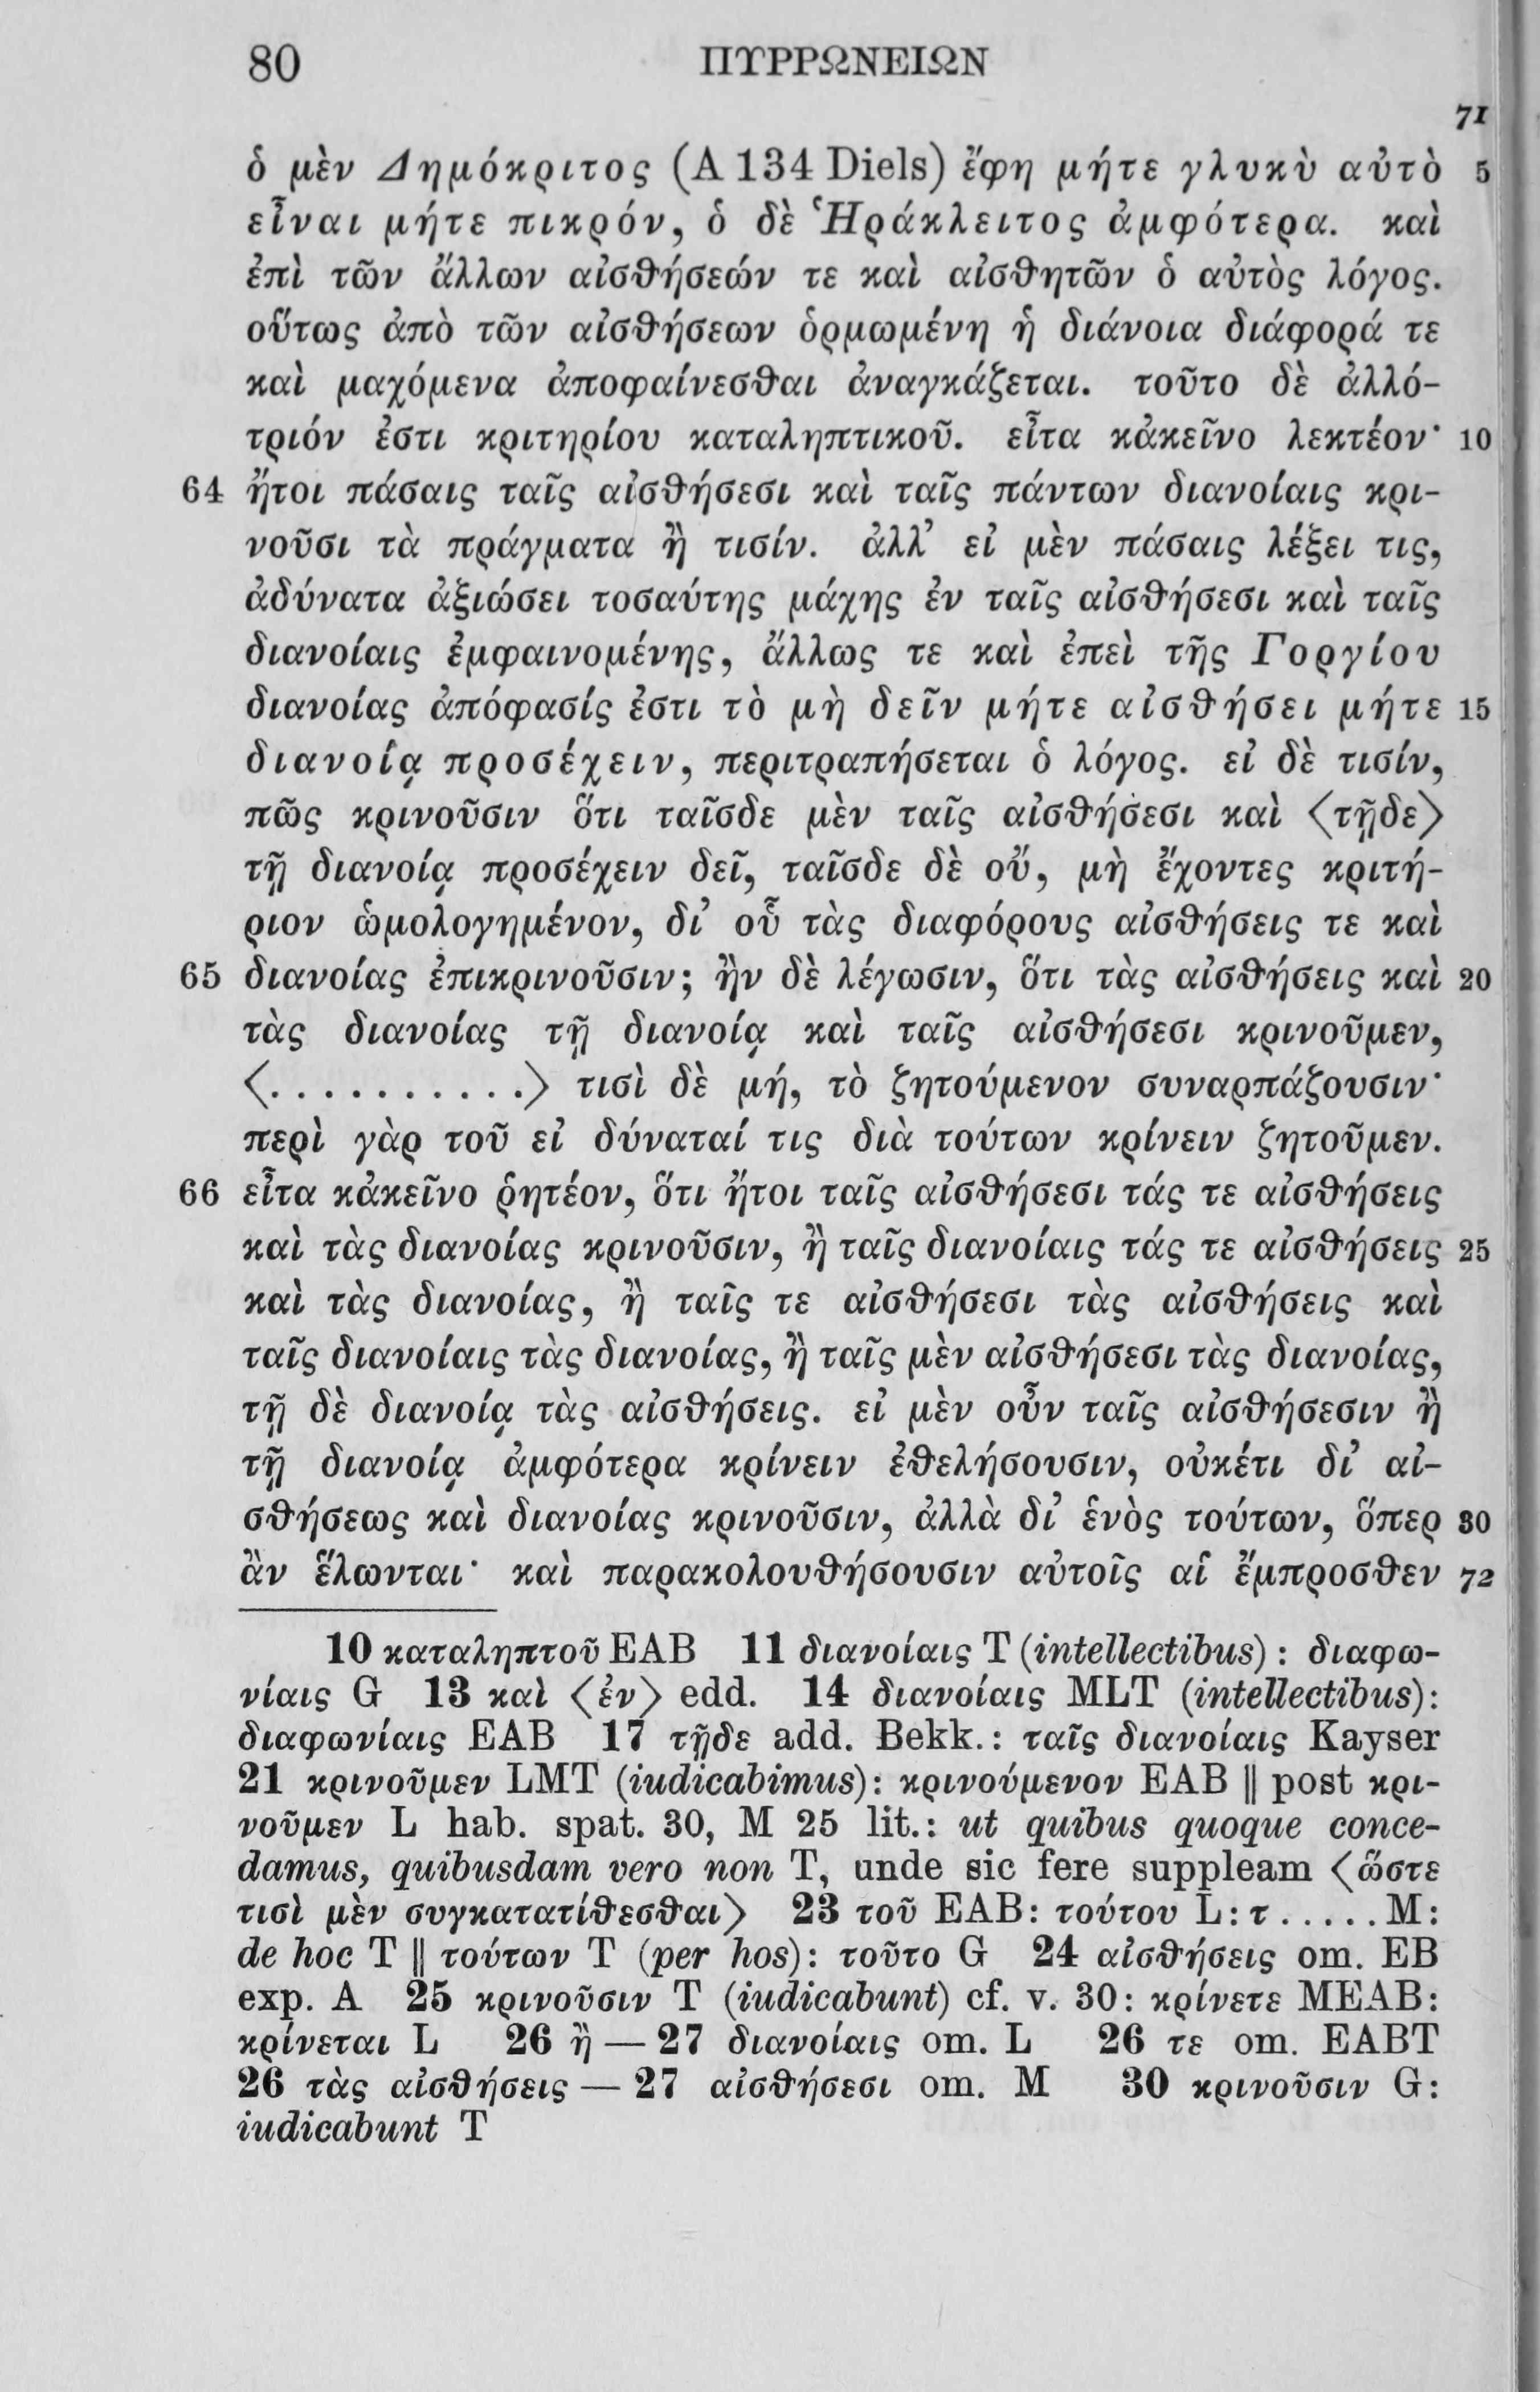 80 ΠΥΡΡΩΝΕΙΩΝ
71
ὁ μὲν Δημόκριτος (A 134 Diels) ἔφη μήτε γλυκὺ αὐτὸ 5
εἶναι μήτε πικρόν, ὁ δὲ Ἡράκλειτος ἀμφότερα. καὶ
ἐπὶ τῶν ἄλλων αἰσθήσεών τε καὶ αἰσθητῶν ὁ αὐτὸς λόγος.
οὕτως ἀπὸ τῶν αἰσθήσεων ὁρμωμένη ἡ διάνοια διάφορά τε
καὶ μαχόμενα ἀποφαίνεσθαι ἀναγκάζεται. τοῦτο δὲ ἀλλό-
τριόν ἐστι κριτηρίου καταληπτικοῦ. εἶτα κἀκεῖνο λεκτέον· 10
64 ἤτοι πάσαις ταῖς αἰσθήσεσι καὶ ταῖς πάντων διανοίαις κρι-
νοῦσι τὰ πράγματα ἢ τισίν. ἀλλ’ εἰ μὲν πάσαις λέξει τις,
ἀδύνατα ἀξιώσει τοσαύτης μάχης ἐν ταῖς αἰσθήσεσι καὶ ταῖς
διανοίαις ἐμφαινομένης, ἄλλως τε καὶ ἐπεὶ τῆς Γοργίου
διανοίας ἀπόφασίς ἐστι τὸ μὴ δεῖν μήτε αἰσθήσει μήτε 15
διανοίᾳ προσέχειν, περιτραπήσεται ὁ λόγος. εἰ δὲ τισίν,
πῶς κρινοῦσιν ὅτι ταῖσδε μὲν ταῖς αἰσθήσεσι καὶ ⟨τῇδε⟩
τῇ διανοίᾳ προσέχειν δεῖ, ταῖσδε δὲ οὔ, μὴ ἔχοντες κριτή-
ριον ὡμολογημένον, δι’ οὗ τὰς διαφόρους αἰσθήσεις τε καὶ
65 διανοίας ἐπικρινοῦσιν; ἢν δὲ λέγωσιν, ὅτι τὰς αἰσθήσεις καὶ 20
τὰς διανοίας τῇ διανοίᾳ καὶ ταῖς αἰσθήσεσι κρινοῦμεν,
⟨. . . . . . . . . . .⟩ τισὶ δὲ μή, τὸ ζητούμενον συναρπάζουσιν·
περὶ γὰρ τοῦ εἰ δύναταί τις διὰ τούτων κρίνειν ζητοῦμεν.
66 εἶτα κἀκεῖνο ῥητέον, ὅτι ἤτοι ταῖς αἰσθήσεσι τάς τε αἰσθήσεις
καὶ τὰς διανοίας κρινοῦσιν, ἢ ταῖς διανοίαις τάς τε αἰσθήσεις 25
καὶ τὰς διανοίας, ἢ ταῖς τε αἰσθήσεσι τὰς αἰσθήσεις καὶ
ταῖς διανοίαις τὰς διανοίας, ἢ ταῖς μὲν αἰσθήσεσι τὰς διανοίας,
τῇ δὲ διανοίᾳ τὰς αἰσθήσεις. εἰ μὲν οὖν ταῖς αἰσθήσεσιν ἢ
τῇ διανοίᾳ ἀμφότερα κρίνειν ἐθελήσουσιν, οὐκέτι δι’ αἰ-
σθήσεως καὶ διανοίας κρινοῦσιν, ἀλλὰ δι’ ἑνὸς τούτων, ὅπερ 30
ἂν ἕλωνται· καὶ παρακολουθήσουσιν αὐτοῖς αἱ ἔμπροσθεν 72
10 καταληπτοῦ EAB 11 διανοίαις T (intellectibus) : διαφω-
νίαις G 13 καὶ ⟨ἐν⟩ edd. 14 διανοίαις MLT (intellectibus):
διαφωνίαις EAB 17 τῇδε add. Bekk.: ταῖς διανοίαις Kayser
21 κρινοῦμεν LMT (iudicabimus): κρινούμενον EAB || post κρι-
νοῦμεν L hab. spat. 30, M 25 lit.: ut quibus quoque conce-
damus, quibusdam vero non T, unde sic fere suppleam ⟨ὥστε
τισὶ μὲν συγκατατίθεσθαι⟩ 23 τοῦ EAB: τούτου L: τ . . . . . M:
de hoc T || τούτων T (per hos): τοῦτο G 24 αἰσθήσεις om. EB
exp. A 25 κρινοῦσιν T (iudicabunt) cf. v. 30: κρίνετε MEAB:
κρίνεται L 26 ἢ — 27 διανοίαις om. L 26 τε om. EABT
26 τὰς αἰσθήσεις — 27 αἰσθήσεσι om. M 30 κρινοῦσιν G:
iudicabunt T